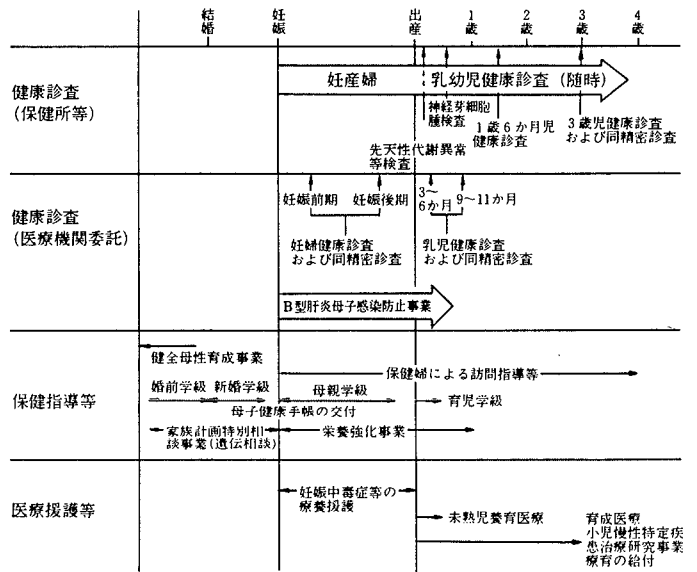 結婚
妊娠
出産
1歳
2歳
3歳
4歳
健康診査
(保健所等)
妊産婦
乳幼児健康診査(随時)
神経芽細胞
腫検査
1歳6か月児
健康診査
3歳児健康診査
および同精密診査
先天性代謝異常
等検査
健康診査
(医療機関委託)
妊娠前期
妊娠後期
3〜
6か月
9〜11か月
妊婦健康診査
および同精密診査
乳児健康診査
および同精密診査
B型肝炎母子感染防止事業
保健指導等
健全母性育成事業
保健婦による訪問指導等
婚前学級
新婚学級
母親学級
育児学級
母子健康手帳の交付
家族計画特別相
談事業(遺伝相談)
栄養強化事業
医療援護等
妊娠中毒症等の
療養援護
未熟児養育医療
育成医療
小児慢性特定疾
患治療研究事業
療育の給付